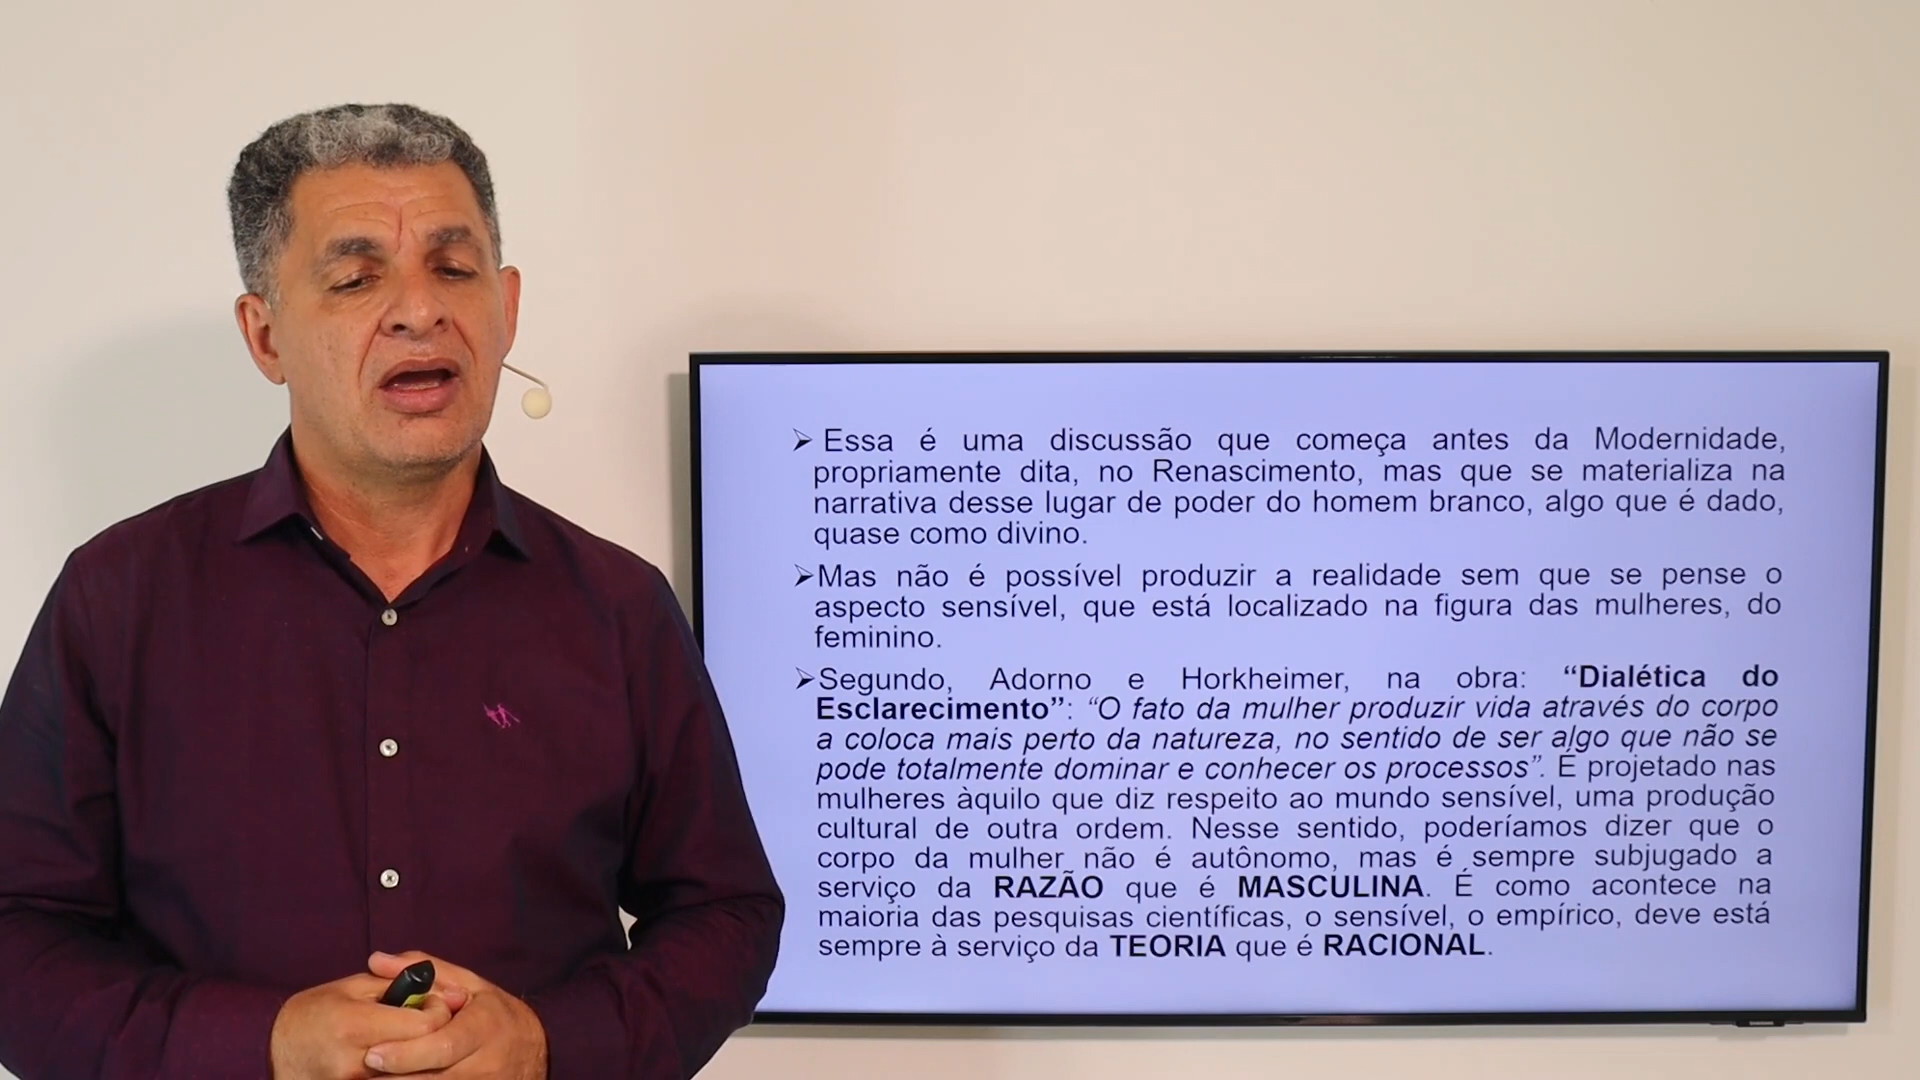 ➢ Essa é uma discussão que começa antes da Modernidade,
propriamente dita, no Renascimento, mas que se materializa na
narrativa desse lugar de poder do homem branco, algo que é dado,
quase como divino.
➢Mas não é possível produzir a realidade sem que se pense o
aspecto sensível, que está localizado na figura das mulheres, do
feminino.
➢Segundo, Adorno e Horkheimer, na obra: “Dialética do
Esclarecimento”: “O fato da mulher produzir vida através do corpo
a coloca mais perto da natureza, no sentido de ser algo que não se
pode totalmente dominar e conhecer os processos”. É projetado nas
mulheres àquilo que diz respeito ao mundo sensível, uma produção
cultural de outra ordem. Nesse sentido, poderíamos dizer que o
corpo da mulher não é autônomo, mas é sempre subjugado a
serviço da RAZÃO que é MASCULINA. É como acontece na
maioria das pesquisas científicas, o sensível, o empírico, deve está
sempre à serviço da TEORIA que é RACIONAL.